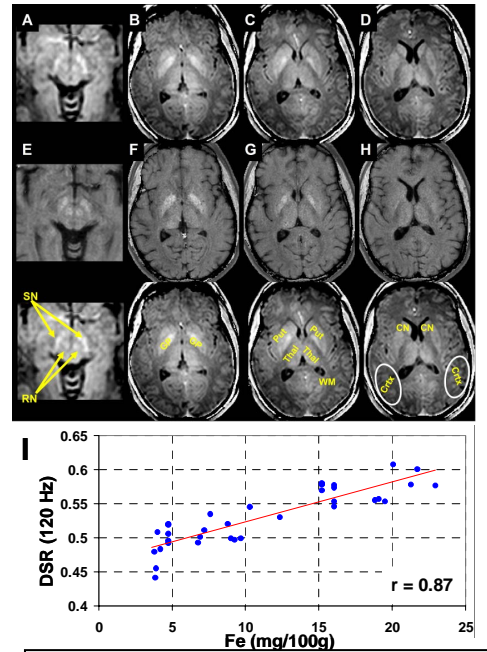 A B C D
E F G H
SN
RN
GP GP
Put Put
Thal Thal
WM
CN CN
Crtx Crtx
I
DSR (120 Hz)
0.65
0.6
0.55
0.5
0.45
0.4
r = 0.87
0 5 10 15 20 25
Fe (mg/100g)